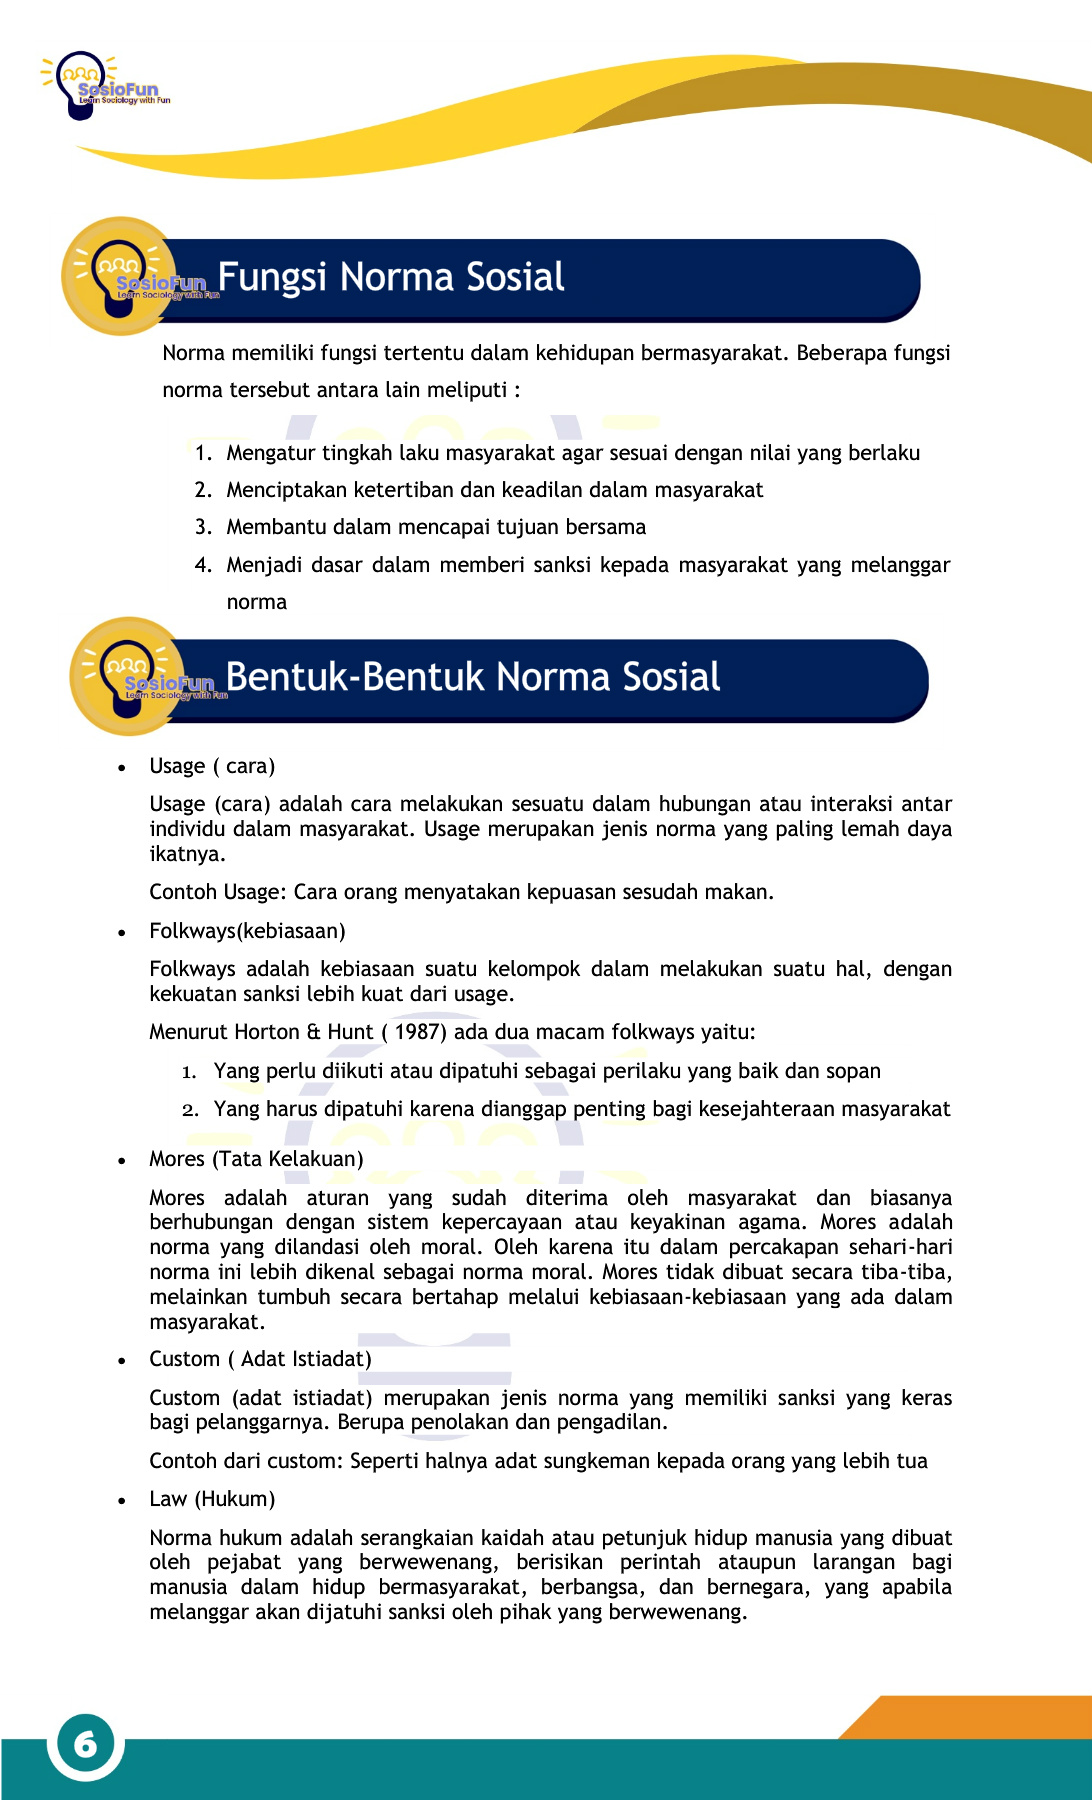 SosioFun
Learn Sociology with Fun
SosioFun
Learn Sociology with Fun
Fungsi Norma Sosial
Norma memiliki fungsi tertentu dalam kehidupan bermasyarakat. Beberapa fungsi
norma tersebut antara lain meliputi :
1. Mengatur tingkah laku masyarakat agar sesuai dengan nilai yang berlaku
2. Menciptakan ketertiban dan keadilan dalam masyarakat
3. Membantu dalam mencapai tujuan bersama
4. Menjadi dasar dalam memberi sanksi kepada masyarakat yang melanggar
norma
SosioFun
Learn Sociology with Fun
Bentuk-Bentuk Norma Sosial
• Usage ( cara)
Usage (cara) adalah cara melakukan sesuatu dalam hubungan atau interaksi antar
individu dalam masyarakat. Usage merupakan jenis norma yang paling lemah daya
ikatnya.
Contoh Usage: Cara orang menyatakan kepuasan sesudah makan.
• Folkways(kebiasaan)
Folkways adalah kebiasaan suatu kelompok dalam melakukan suatu hal, dengan
kekuatan sanksi lebih kuat dari usage.
Menurut Horton & Hunt ( 1987) ada dua macam folkways yaitu:
1. Yang perlu diikuti atau dipatuhi sebagai perilaku yang baik dan sopan
2. Yang harus dipatuhi karena dianggap penting bagi kesejahteraan masyarakat
• Mores (Tata Kelakuan)
Mores adalah aturan yang sudah diterima oleh masyarakat dan biasanya
berhubungan dengan sistem kepercayaan atau keyakinan agama. Mores adalah
norma yang dilandasi oleh moral. Oleh karena itu dalam percakapan sehari-hari
norma ini lebih dikenal sebagai norma moral. Mores tidak dibuat secara tiba-tiba,
melainkan tumbuh secara bertahap melalui kebiasaan-kebiasaan yang ada dalam
masyarakat.
• Custom ( Adat Istiadat)
Custom (adat istiadat) merupakan jenis norma yang memiliki sanksi yang keras
bagi pelanggarnya. Berupa penolakan dan pengadilan.
Contoh dari custom: Seperti halnya adat sungkeman kepada orang yang lebih tua
• Law (Hukum)
Norma hukum adalah serangkaian kaidah atau petunjuk hidup manusia yang dibuat
oleh pejabat yang berwewenang, berisikan perintah ataupun larangan bagi
manusia dalam hidup bermasyarakat, berbangsa, dan bernegara, yang apabila
melanggar akan dijatuhi sanksi oleh pihak yang berwewenang.
6